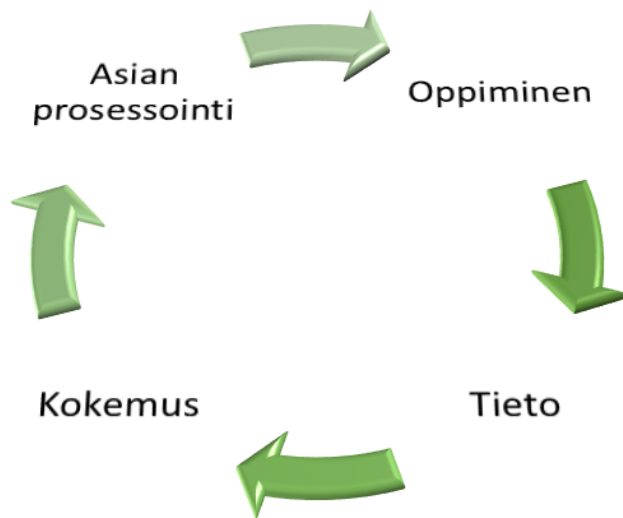 Asian
prosessointi
Oppiminen
Tieto
Kokemus